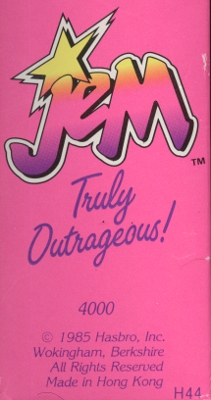 JEM
TM
Truly
Outrageous!
4000
© 1985 Hasbro, Inc.
Wokingham, Berkshire
All Rights Reserved
Made in Hong Kong
H44